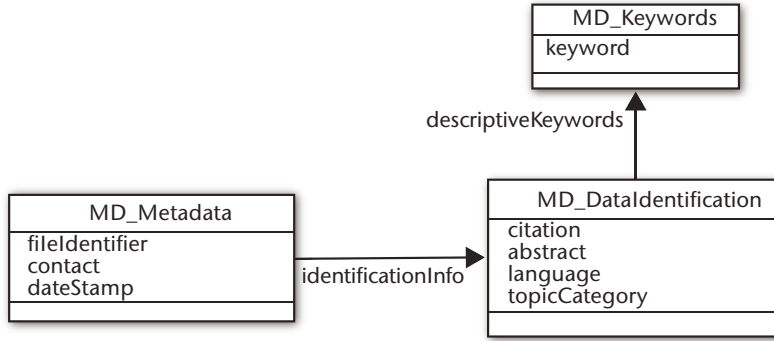 MD_Keywords
keyword
descriptiveKeywords
MD_Metadata
fileIdentifier
contact
dateStamp
identificationInfo
MD_DataIdentification
citation
abstract
language
topicCategory